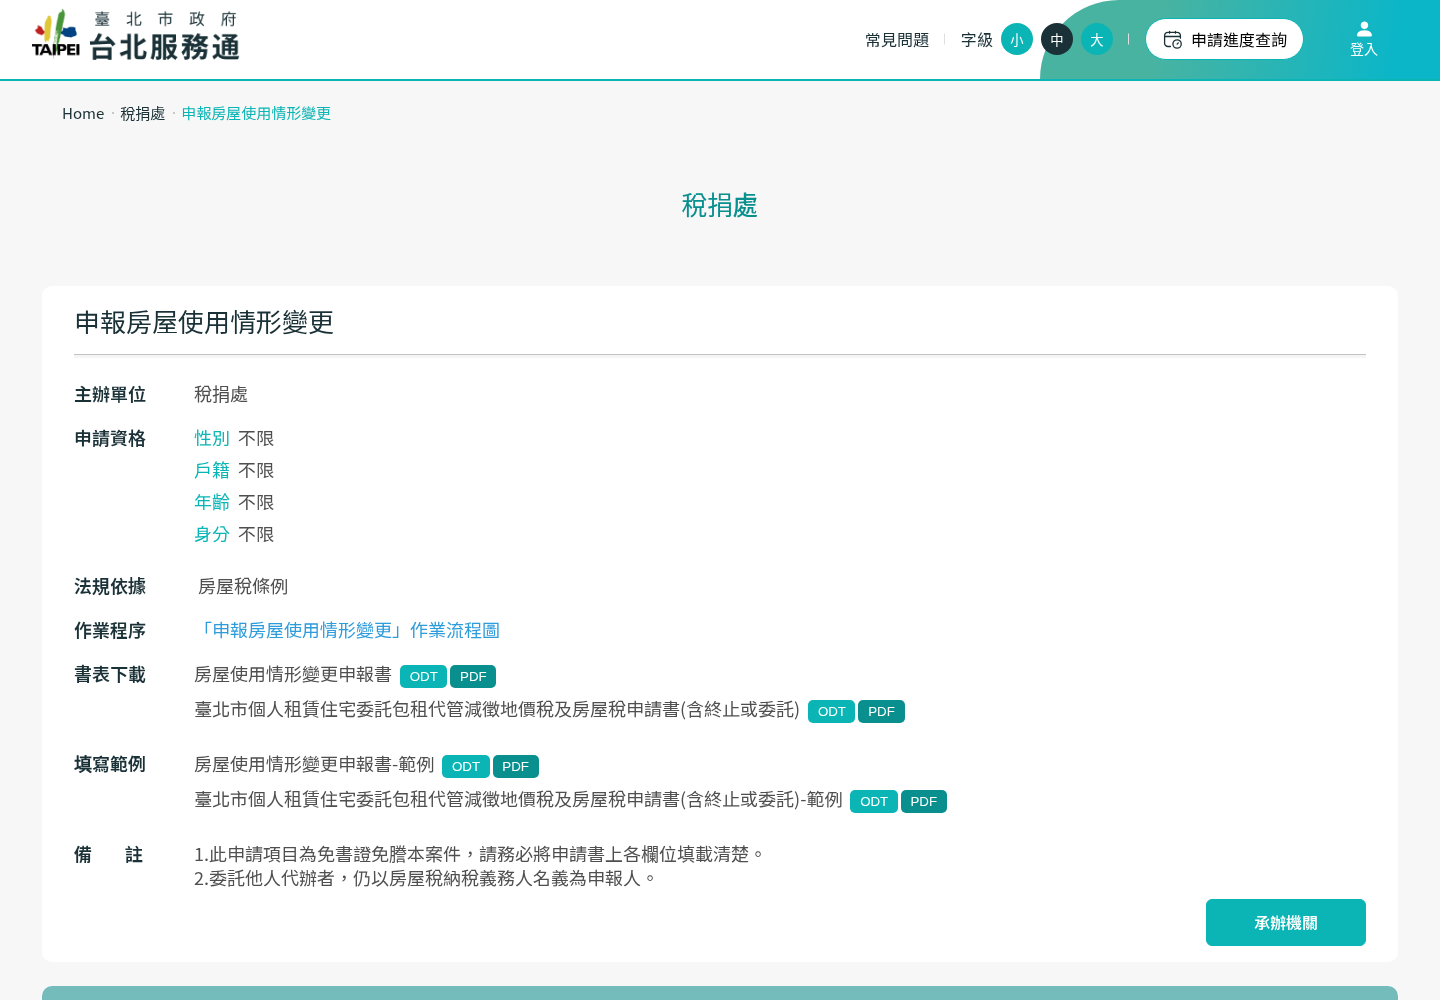 臺北市政府
TAIPEI 台北服務通
常見問題 字級 小 中 大 申請進度查詢 登入
Home · 稅捐處 · 申報房屋使用情形變更
稅捐處
申報房屋使用情形變更
主辦單位 稅捐處
申請資格 性別 不限
戶籍 不限
年齡 不限
身分 不限
法規依據 房屋稅條例
作業程序 「申報房屋使用情形變更」作業流程圖
書表下載 房屋使用情形變更申報書 ODT PDF
臺北市個人租賃住宅委託包租代管減徵地價稅及房屋稅申請書(含終止或委託) ODT PDF
填寫範例 房屋使用情形變更申報書-範例 ODT PDF
臺北市個人租賃住宅委託包租代管減徵地價稅及房屋稅申請書(含終止或委託)-範例 ODT PDF
備註 1.此申請項目為免書證免謄本案件，請務必將申請書上各欄位填載清楚。
2.委託他人代辦者，仍以房屋稅納稅義務人名義為申報人。
承辦機關